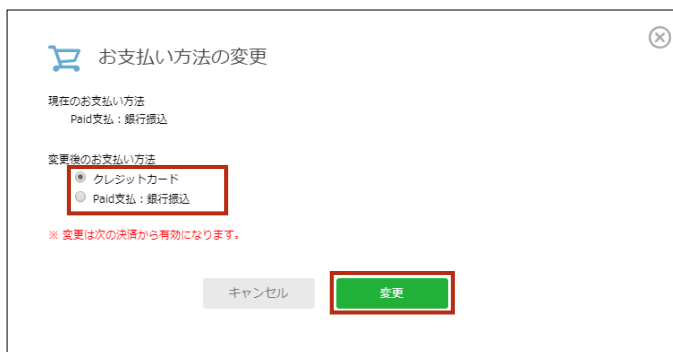 お支払い方法の変更
現在のお支払い方法
Paid支払：銀行振込
変更後のお支払い方法
クレジットカード
Paid支払：銀行振込
※ 変更は次の決済から有効になります。
キャンセル
変更